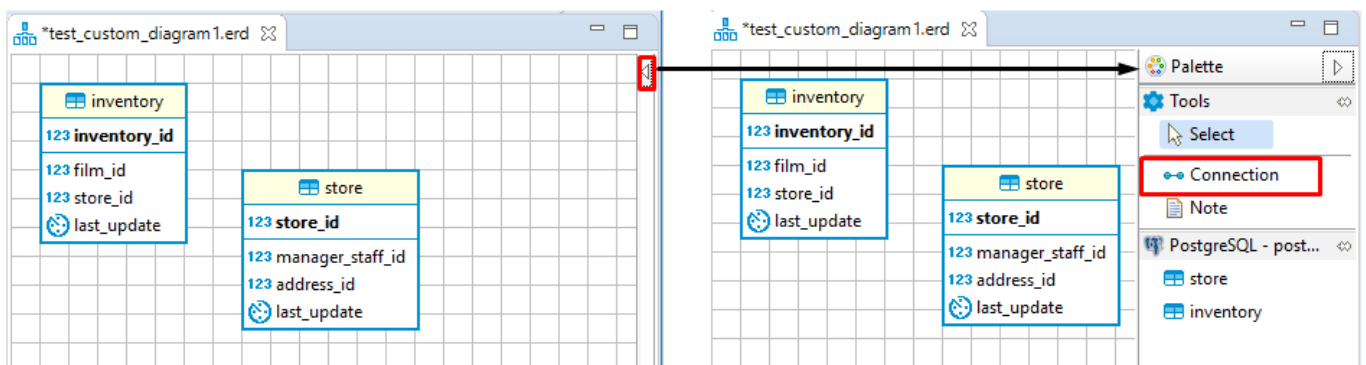 *test_custom_diagram1.erd
inventory
123 inventory_id
123 film_id
123 store_id
last_update
store
123 store_id
123 manager_staff_id
123 address_id
last_update
*test_custom_diagram1.erd
inventory
123 inventory_id
123 film_id
123 store_id
last_update
store
123 store_id
123 manager_staff_id
123 address_id
last_update
Palette
Tools
Select
Connection
Note
PostgreSQL - post...
store
inventory